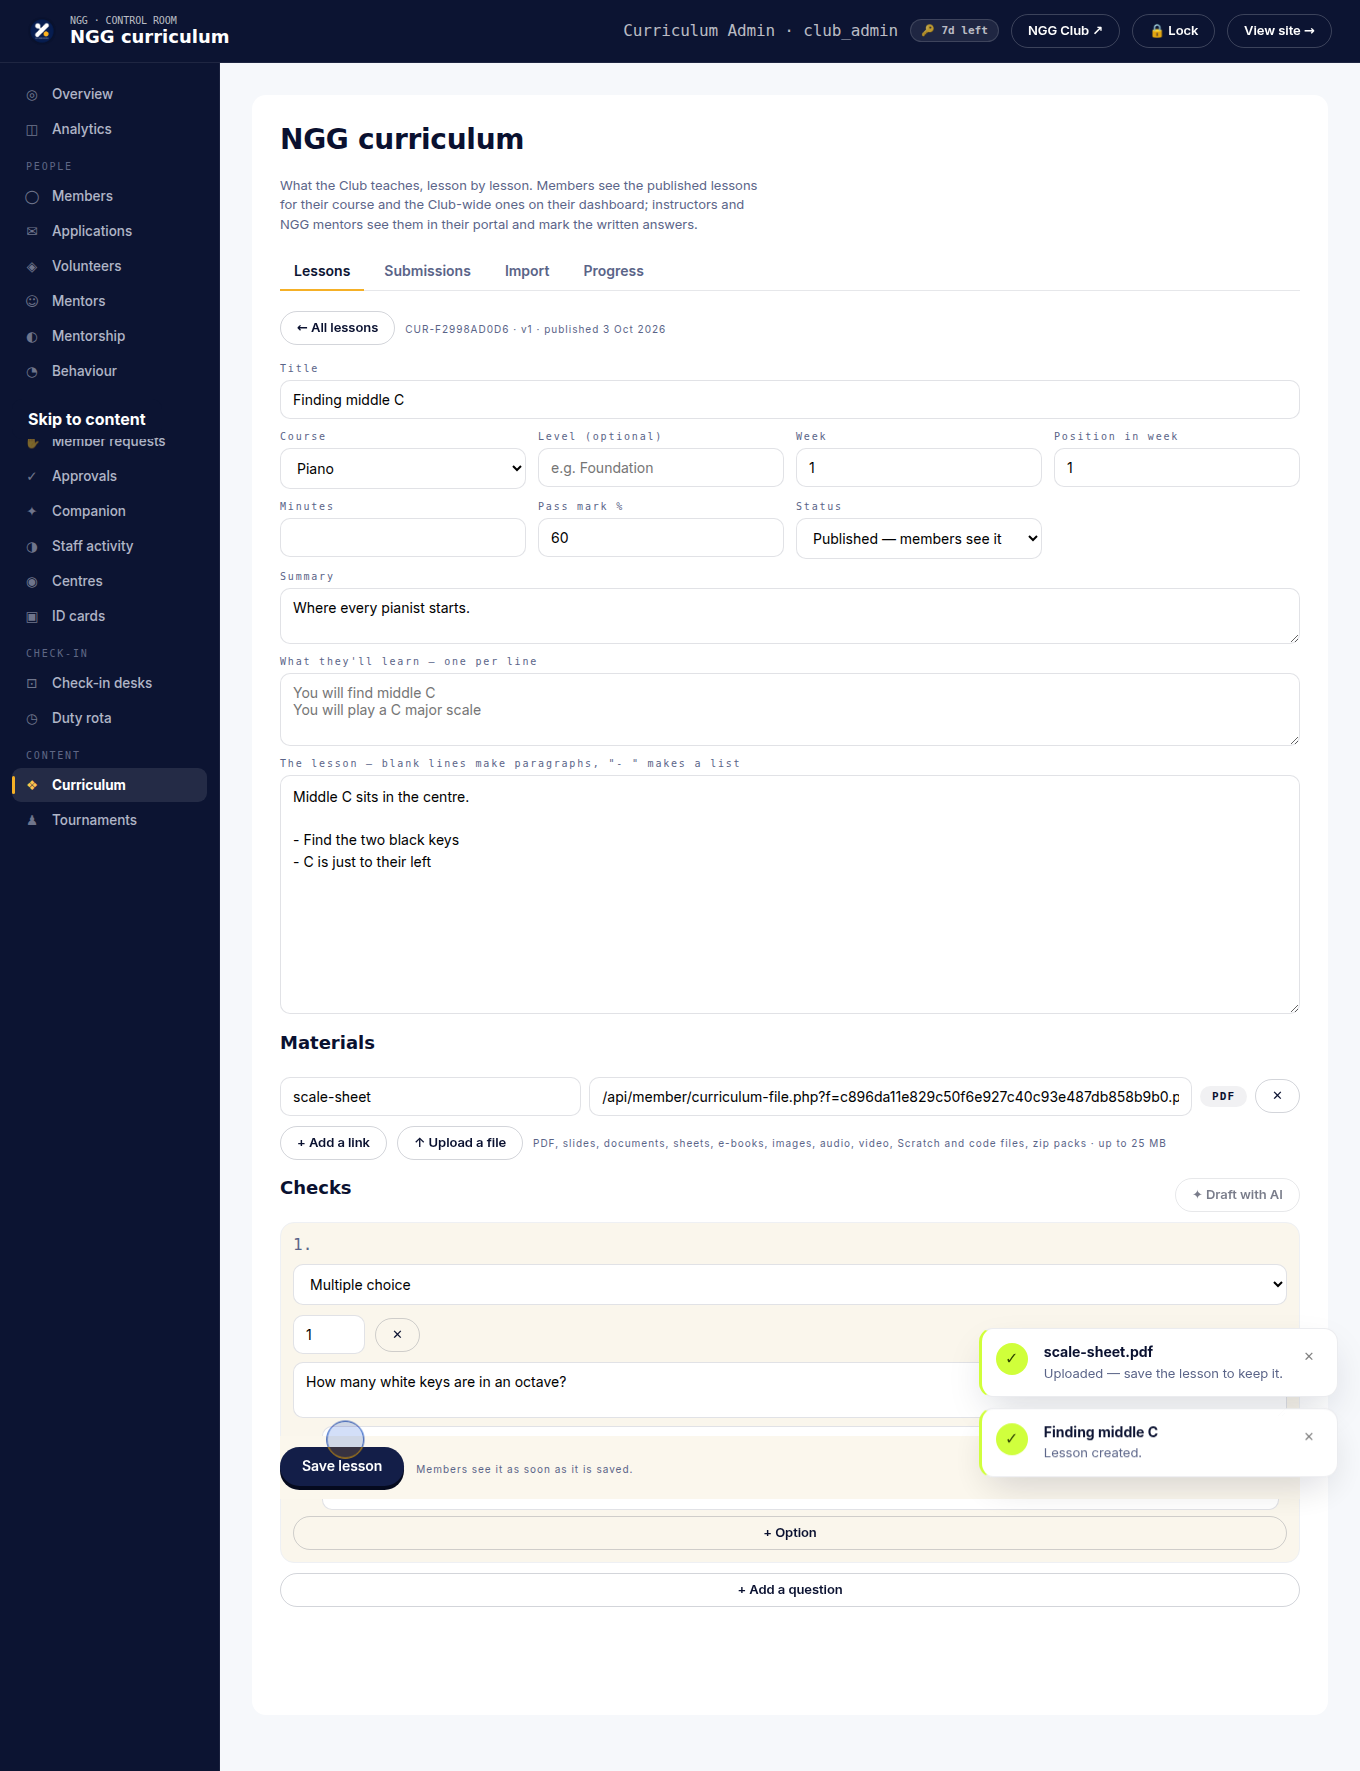 NGG · CONTROL ROOM
NGG curriculum
Curriculum Admin · club_admin
🔑 7d left
NGG Club ↗
🔒 Lock
View site →
◎ Overview
◫ Analytics
PEOPLE
◯ Members
✉ Applications
◈ Volunteers
☺ Mentors
◐ Mentorship
◔ Behaviour
Skip to content
Member requests
✓ Approvals
✦ Companion
◑ Staff activity
◉ Centres
▣ ID cards
CHECK-IN
⊡ Check-in desks
◷ Duty rota
CONTENT
❖ Curriculum
♟ Tournaments
NGG curriculum
What the Club teaches, lesson by lesson. Members see the published lessons
for their course and the Club-wide ones on their dashboard; instructors and
NGG mentors see them in their portal and mark the written answers.
Lessons Submissions Import Progress
← All lessons
CUR-F2998AD0D6 · v1 · published 3 Oct 2026
Title
Finding middle C
Course Level (optional) Week Position in week
Piano e.g. Foundation 1 1
Minutes Pass mark % Status
60 Published — members see it
Summary
Where every pianist starts.
What they'll learn — one per line
You will find middle C
You will play a C major scale
The lesson — blank lines make paragraphs, "- " makes a list
Middle C sits in the centre.
- Find the two black keys
- C is just to their left
Materials
scale-sheet
/api/member/curriculum-file.php?f=c896da11e829c50f6e927c40c93e487db858b9b0.p
PDF ✕
+ Add a link
↑ Upload a file
PDF, slides, documents, sheets, e-books, images, audio, video, Scratch and code files, zip packs · up to 25 MB
Checks
✦ Draft with AI
1.
Multiple choice
1 ✕
How many white keys are in an octave?
✓ scale-sheet.pdf ✕
Uploaded — save the lesson to keep it.
✓ Finding middle C ✕
Lesson created.
Save lesson
Members see it as soon as it is saved.
+ Option
+ Add a question